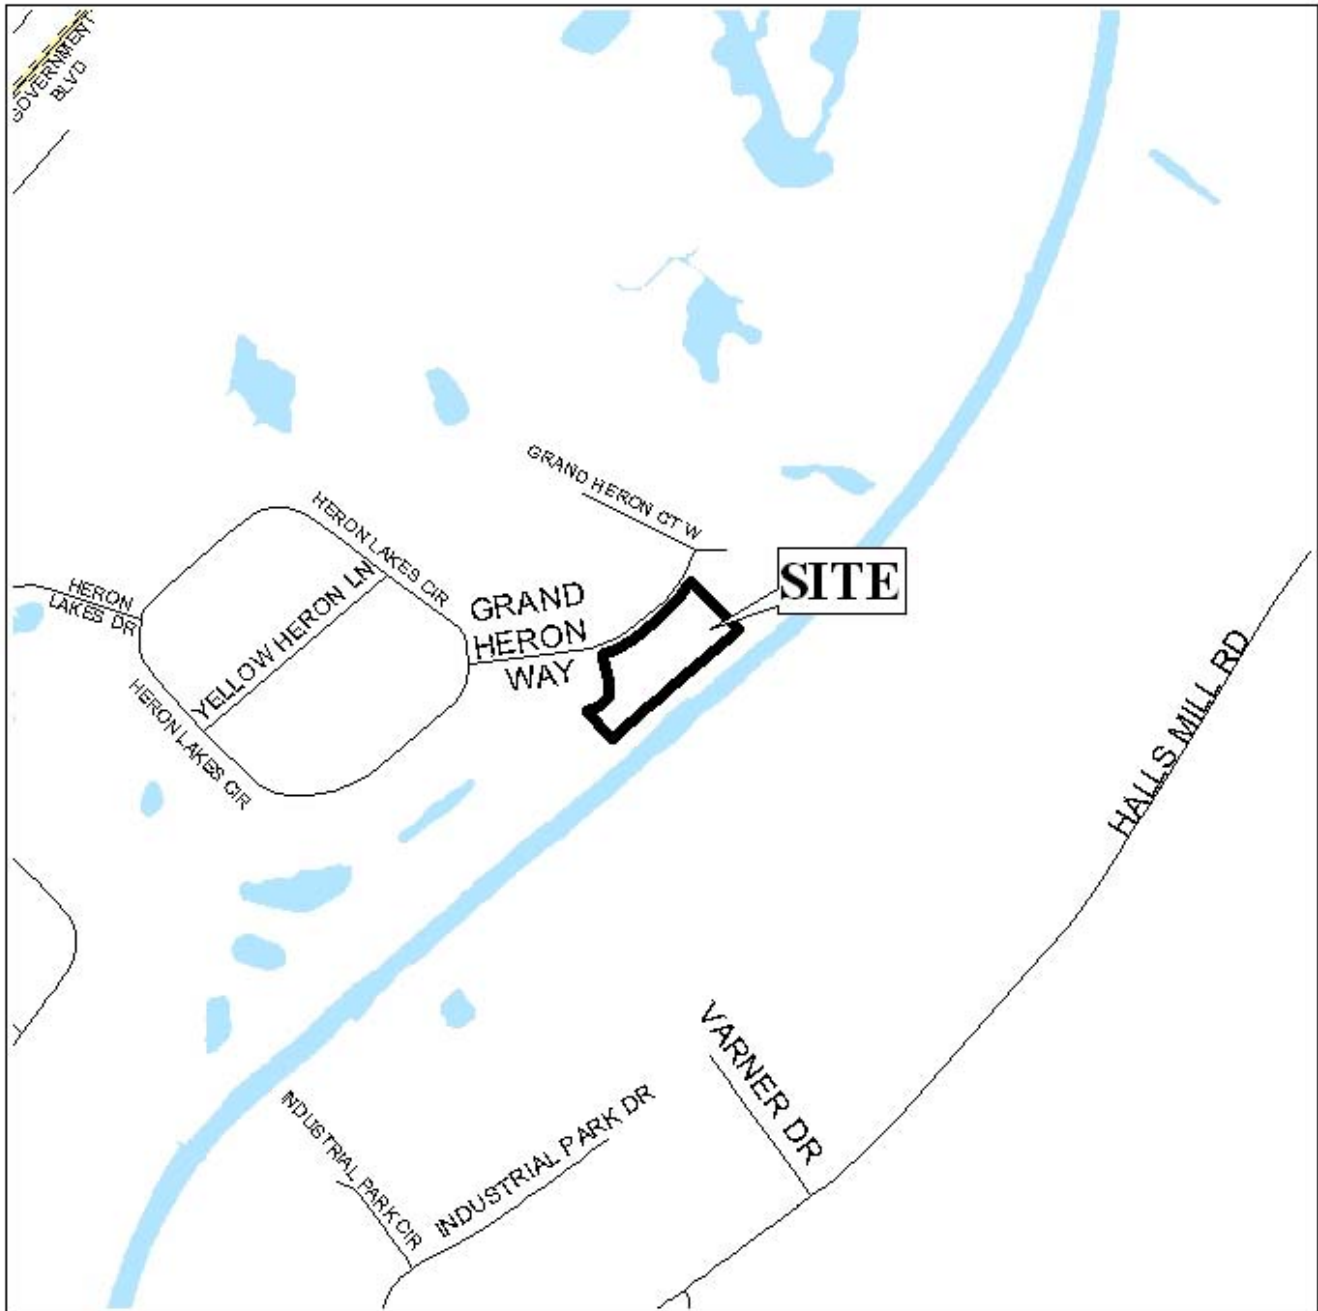 GOVERNMENT
BLVD
GRAND HERON CT W
HERON LAKES CIR
SITE
HERON
LAKES DR
YELLOW HERON LN
GRAND
HERON
WAY
HERON LAKES CIR
HALLS MILL RD
VARNER DR
INDUSTRIAL PARK CIR
INDUSTRIAL PARK DR